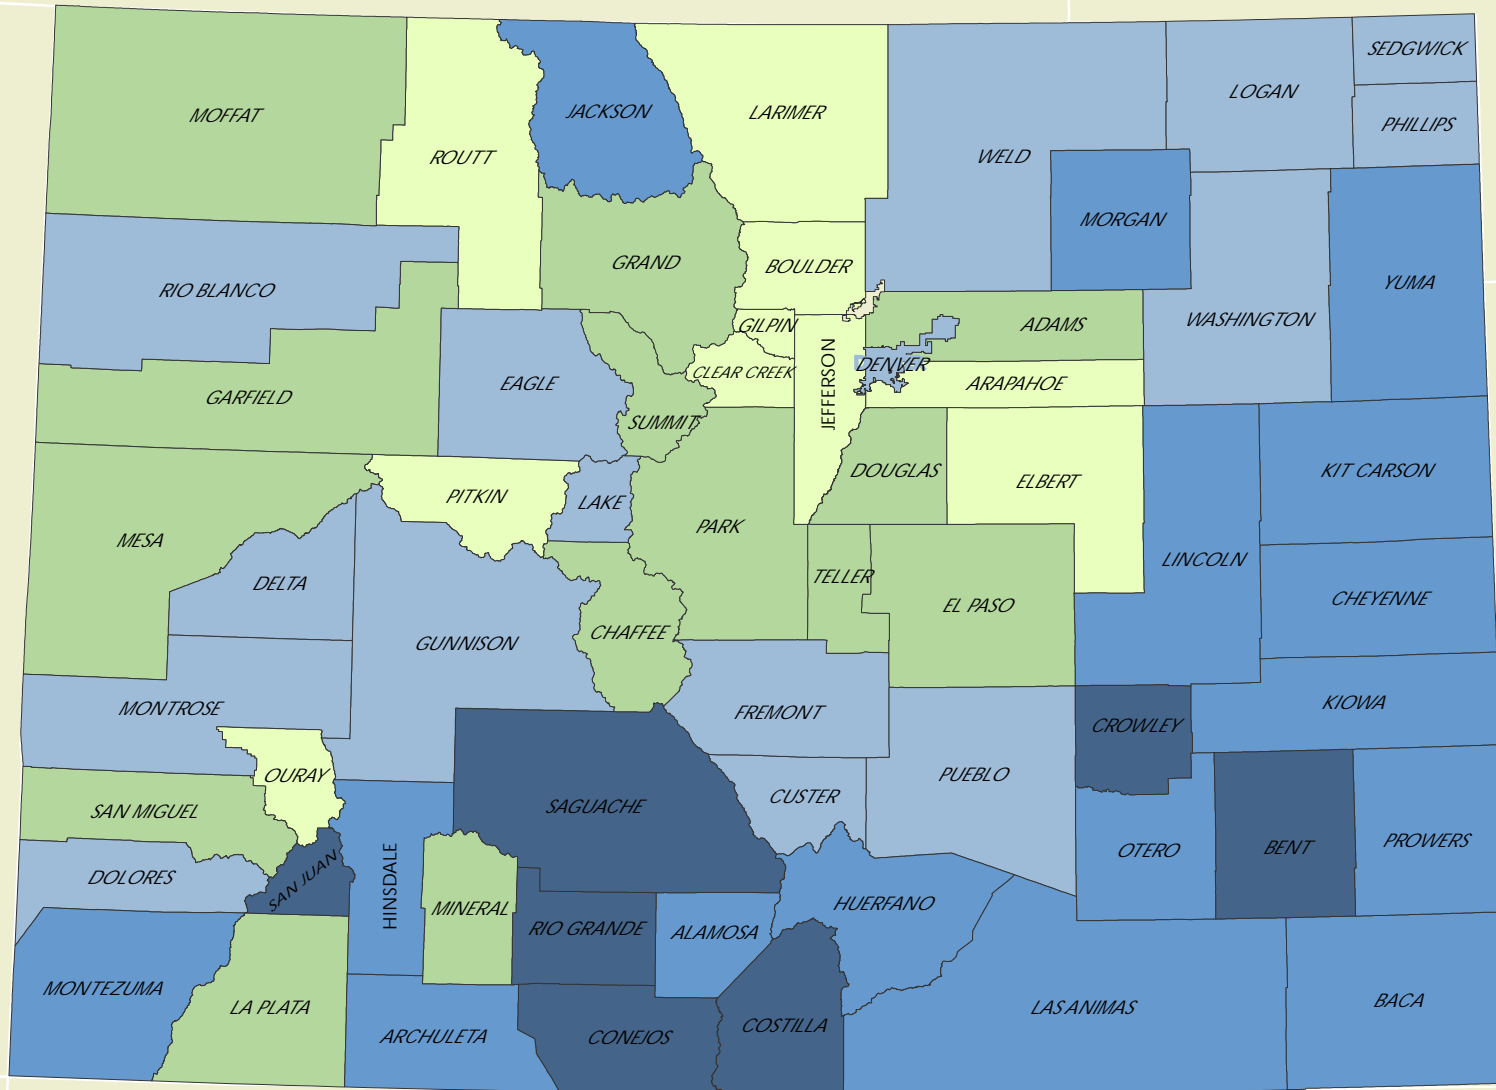 SEDGWICK
LOGAN
JACKSON
LARIMER
MOFFAT
PHILLIPS
ROUTT
WELD
MORGAN
GRAND
BOULDER
YUMA
RIO BLANCO
WASHINGTON
GILPIN
ADAMS
DENVER
CLEAR CREEK
JEFFERSON
EAGLE
ARAPAHOE
GARFIELD
SUMMIT
DOUGLAS
KIT CARSON
ELBERT
PITKIN
LAKE
PARK
MESA
LINCOLN
TELLER
DELTA
CHEYENNE
EL PASO
CHAFFEE
GUNNISON
KIOWA
MONTROSE
FREMONT
CROWLEY
OURAY
PUEBLO
CUSTER
SAGUACHE
SAN MIGUEL
PROWERS
BENT
OTERO
DOLORES
SAN JUAN
HINSDALE
HUERFANO
MINERAL
RIO GRANDE
ALAMOSA
MONTEZUMA
BACA
LA PLATA
LAS ANIMAS
COSTILLA
ARCHULETA
CONEJOS